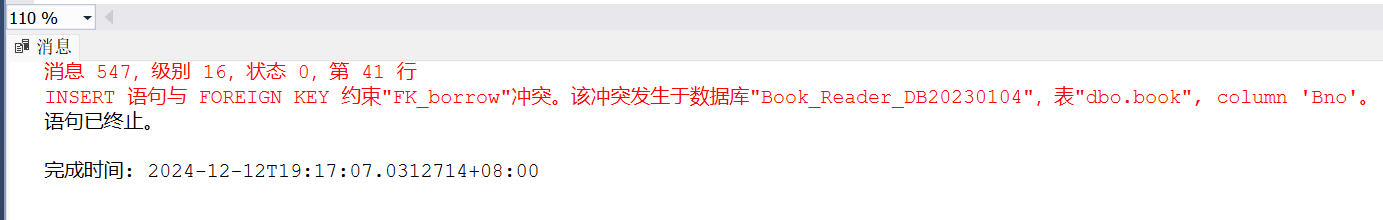 110 %
消息
消息 547，级别 16，状态 0，第 41 行
INSERT 语句与 FOREIGN KEY 约束"FK_borrow"冲突。该冲突发生于数据库"Book_Reader_DB20230104"，表"dbo.book", column 'Bno'。
语句已终止。
完成时间: 2024-12-12T19:17:07.0312714+08:00